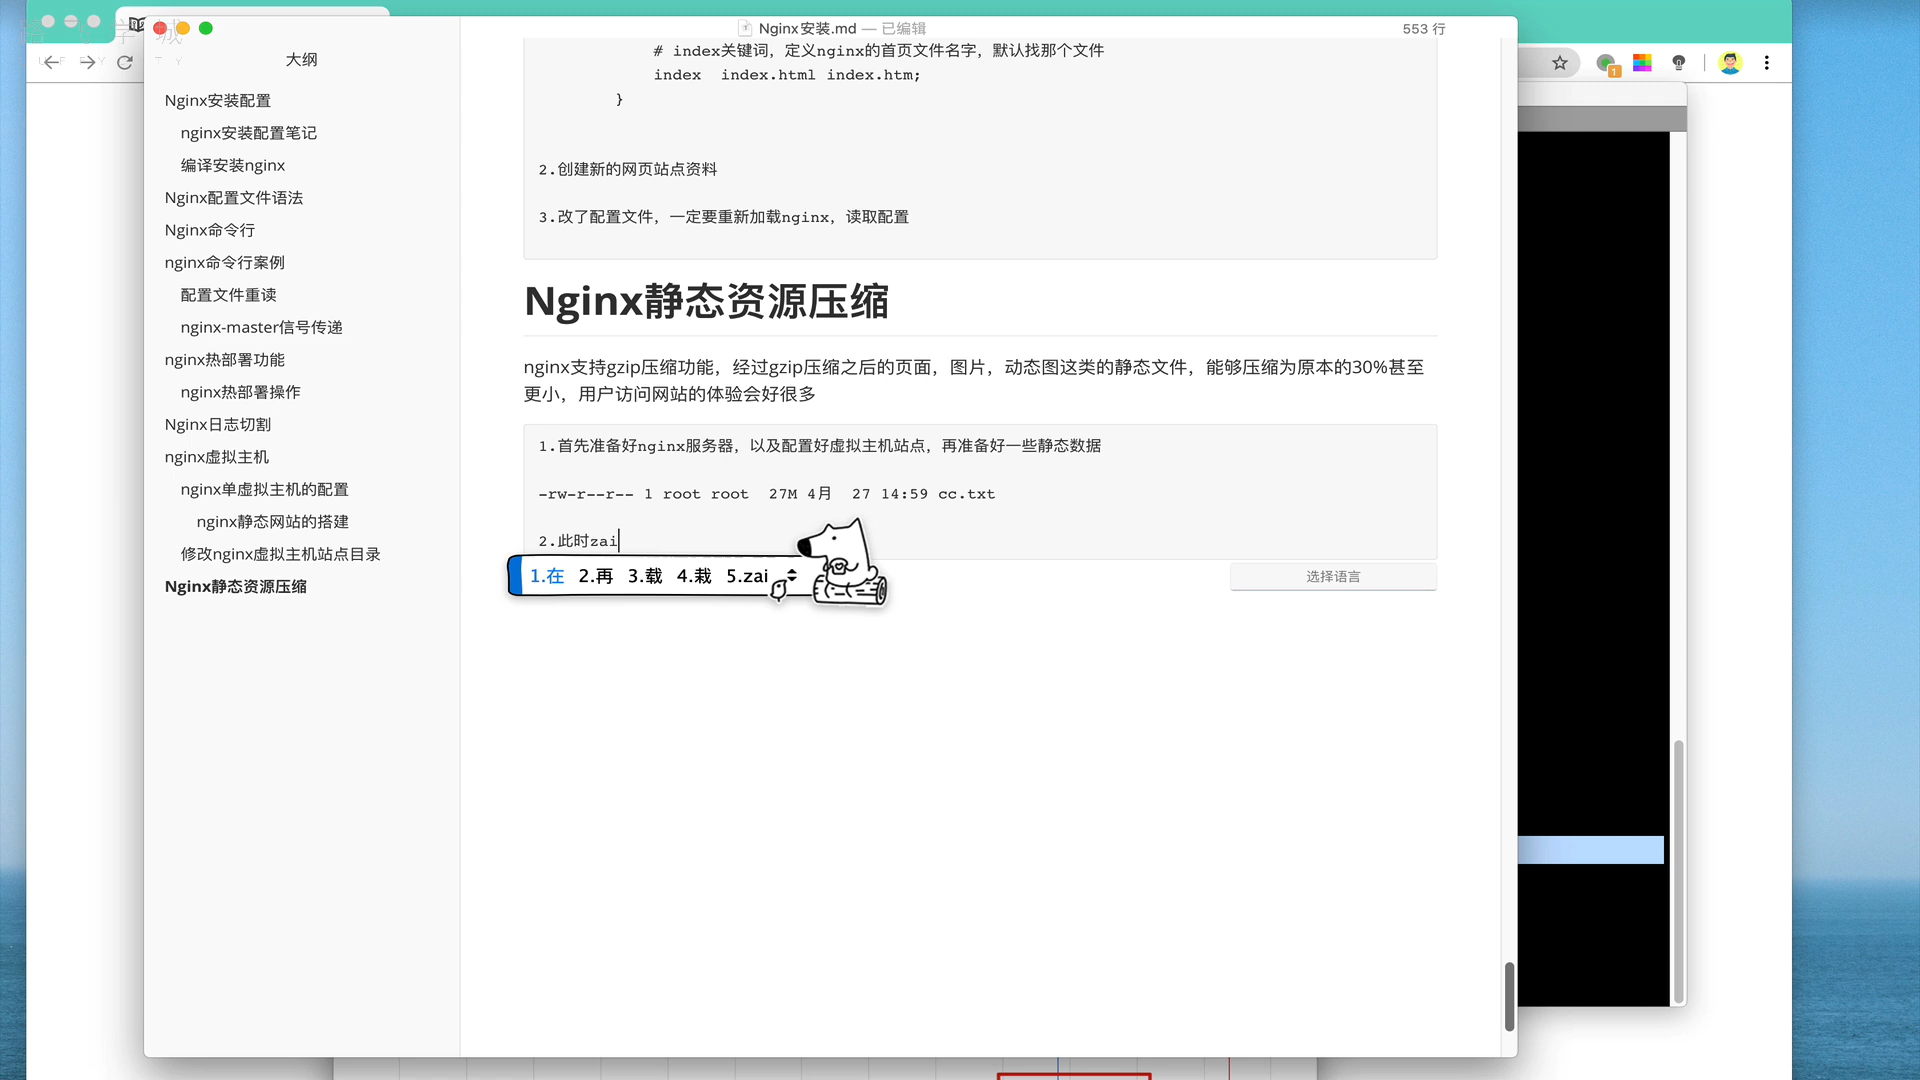 Nginx安装.md — 已编辑
553 行
大纲
Nginx安装配置
nginx安装配置笔记
编译安装nginx
Nginx配置文件语法
Nginx命令行
nginx命令行案例
配置文件重读
nginx-master信号传递
nginx热部署功能
nginx热部署操作
Nginx日志切割
nginx虚拟主机
nginx单虚拟主机的配置
nginx静态网站的搭建
修改nginx虚拟主机站点目录
Nginx静态资源压缩
# index关键词，定义nginx的首页文件名字，默认找那个文件
index  index.html index.htm;
}
2.创建新的网页站点资料
3.改了配置文件，一定要重新加载nginx，读取配置
Nginx静态资源压缩
nginx支持gzip压缩功能，经过gzip压缩之后的页面，图片，动态图这类的静态文件，能够压缩为原本的30%甚至
更小，用户访问网站的体验会好很多
1.首先准备好nginx服务器，以及配置好虚拟主机站点，再准备好一些静态数据
-rw-r--r-- 1 root root  27M 4月  27 14:59 cc.txt
2.此时zai
1.在 2.再 3.载 4.栽 5.zai
选择语言
1